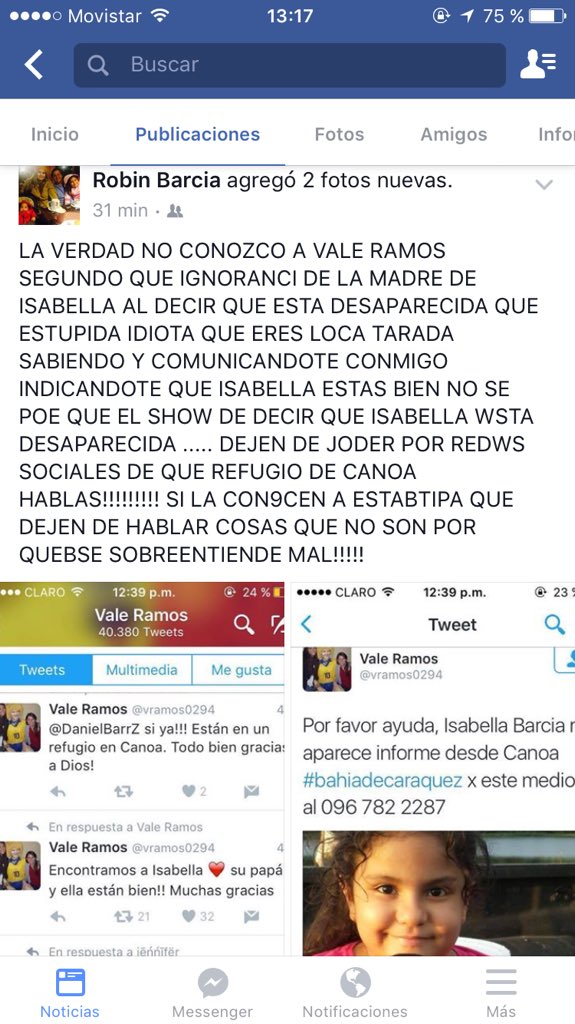 Movistar 13:17 75 %
Buscar
Inicio Publicaciones Fotos Amigos Infor
Robin Barcia agregó 2 fotos nuevas.
31 min ·
LA VERDAD NO CONOZCO A VALE RAMOS
SEGUNDO QUE IGNORANCI DE LA MADRE DE
ISABELLA AL DECIR QUE ESTA DESAPARECIDA QUE
ESTUPIDA IDIOTA QUE ERES LOCA TARADA
SABIENDO Y COMUNICANDOTE CONMIGO
INDICANDOTE QUE ISABELLA ESTAS BIEN NO SE
POE QUE EL SHOW DE DECIR QUE ISABELLA WSTA
DESAPARECIDA ..... DEJEN DE JODER POR REDWS
SOCIALES DE QUE REFUGIO DE CANOA
HABLAS!!!!!!!!! SI LA CON9CEN A ESTABTIPA QUE
DEJEN DE HABLAR COSAS QUE NO SON POR
QUEBSE SOBREENTIENDE MAL!!!!!
CLARO 12:39 p.m. 24 %
Vale Ramos
40.380 Tweets
Tweets Multimedia Me gusta
Vale Ramos @vramos0294 4
@DanielBarrZ si ya!!! Están en un
refugio en Canoa. Todo bien gracias
a Dios!
2
En respuesta a Vale Ramos
Vale Ramos @vramos0294 4
Encontramos a Isabella ❤️ su papá
y ella están bien!! Muchas gracias
21 32
En respuesta a jëññïfër
CLARO 12:39 p.m. 23 %
Tweet
Vale Ramos
@vramos0294
Por favor ayuda, Isabella Barcia n
aparece informe desde Canoa
#bahiadecaraquez x este medio
al 096 782 2287
Noticias Messenger Notificaciones Más